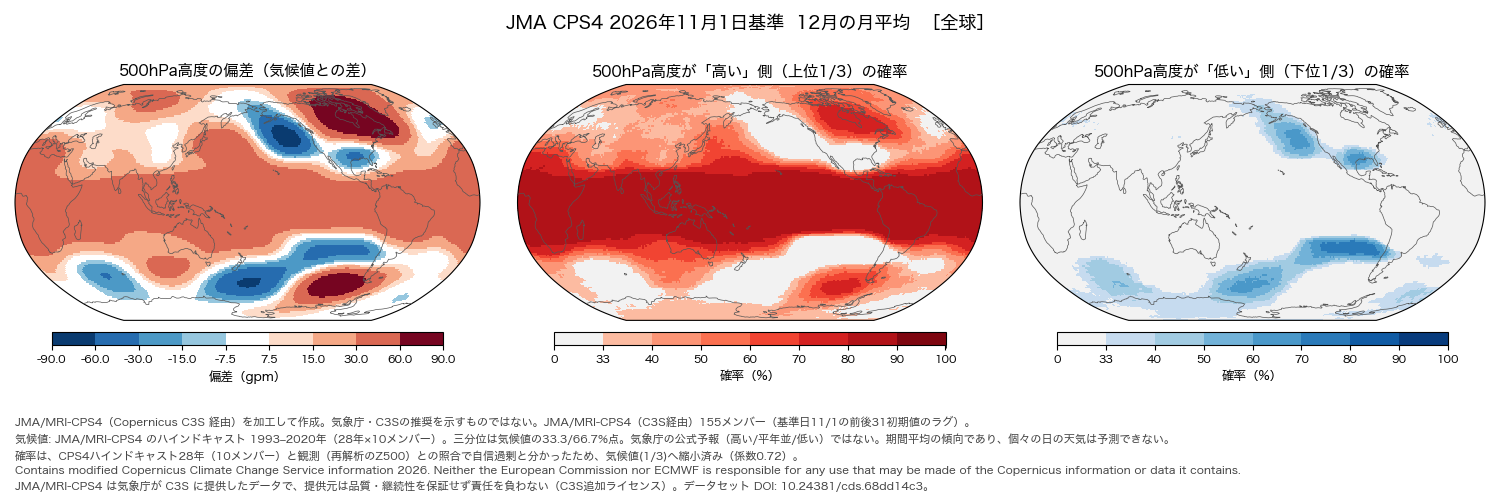 JMA CPS4 2026年11月1日基準 12月の月平均 ［全球］
500hPa高度の偏差（気候値との差）
500hPa高度が「高い」側（上位1/3）の確率
500hPa高度が「低い」側（下位1/3）の確率
-90.0 -60.0 -30.0 -15.0 -7.5 7.5 15.0 30.0 60.0 90.0
偏差（gpm）
0 33 40 50 60 70 80 90 100
確率（%）
0 33 40 50 60 70 80 90 100
確率（%）
JMA/MRI-CPS4（Copernicus C3S 経由）を加工して作成。気象庁・C3Sの推奨を示すものではない。JMA/MRI-CPS4（C3S経由）155メンバー（基準日11/1の前後31初期値のラグ）。
気候値: JMA/MRI-CPS4 のハインドキャスト 1993–2020年（28年×10メンバー）。三分位は気候値の33.3/66.7%点。気象庁の公式予報（高い/平年並/低い）ではない。期間平均の傾向であり、個々の日の天気は予測できない。
確率は、CPS4ハインドキャスト28年（10メンバー）と観測（再解析のZ500）との照合で自信過剰と分かったため、気候値(1/3)へ縮小済み（係数0.72）。
Contains modified Copernicus Climate Change Service information 2026. Neither the European Commission nor ECMWF is responsible for any use that may be made of the Copernicus information or data it contains.
JMA/MRI-CPS4 は気象庁が C3S に提供したデータで、提供元は品質・継続性を保証せず責任を負わない（C3S追加ライセンス）。データセット DOI: 10.24381/cds.68dd14c3。